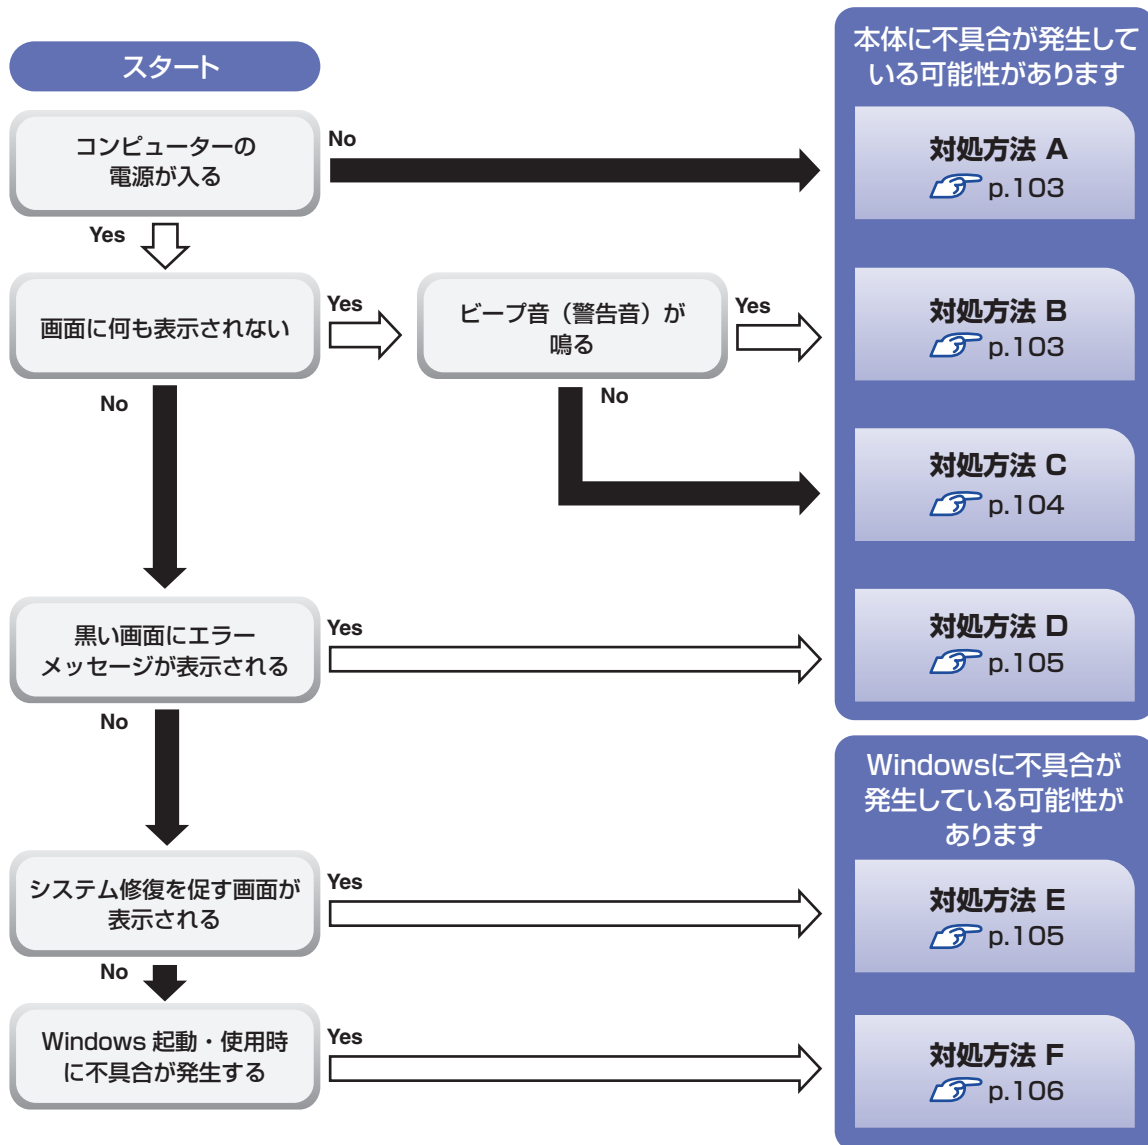 スタート
コンピューターの
電源が入る
No
Yes
画面に何も表示されない
Yes
ビープ音（警告音）が
鳴る
Yes
No
No
黒い画面にエラー
メッセージが表示される
Yes
No
システム修復を促す画面が
表示される
Yes
No
Windows 起動・使用時
に不具合が発生する
Yes
本体に不具合が発生して
いる可能性があります
対処方法 A
p.103
対処方法 B
p.103
対処方法 C
p.104
対処方法 D
p.105
Windowsに不具合が
発生している可能性が
あります
対処方法 E
p.105
対処方法 F
p.106